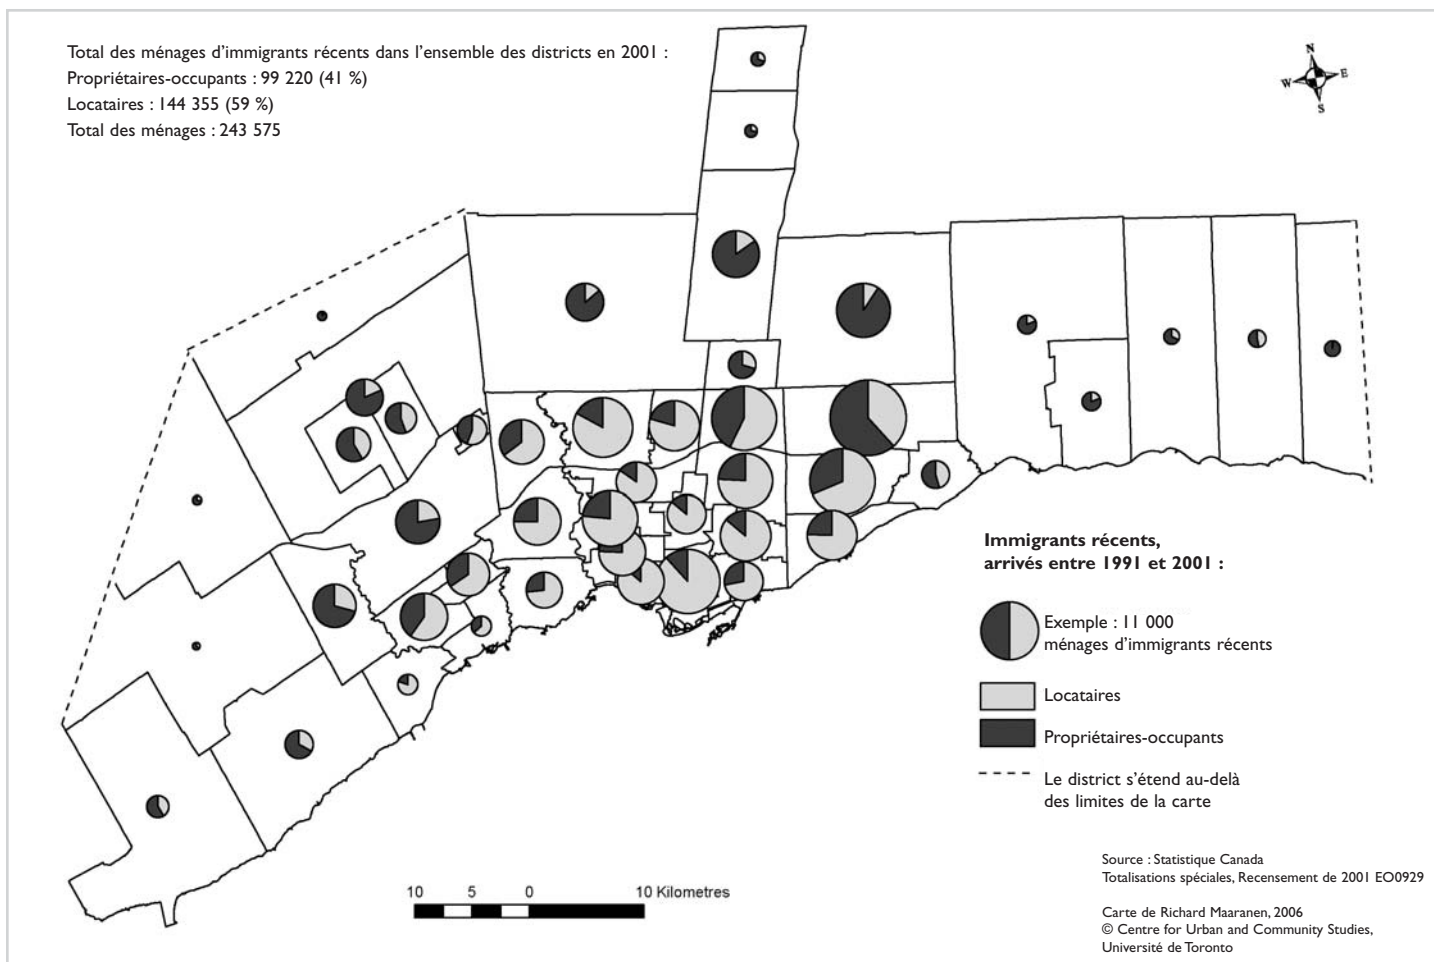 Total des ménages d'immigrants récents dans l'ensemble des districts en 2001 :
Propriétaires-occupants : 99 220 (41 %)
Locataires : 144 355 (59 %)
Total des ménages : 243 575
N
W
E
S
Immigrants récents,
arrivés entre 1991 et 2001 :
Exemple : 11 000
ménages d'immigrants récents
Locataires
Propriétaires-occupants
Le district s'étend au-delà
des limites de la carte
10 5 0 10 Kilometres
Source : Statistique Canada
Totalisations spéciales, Recensement de 2001 EO0929
Carte de Richard Maaranen, 2006
© Centre for Urban and Community Studies,
Université de Toronto